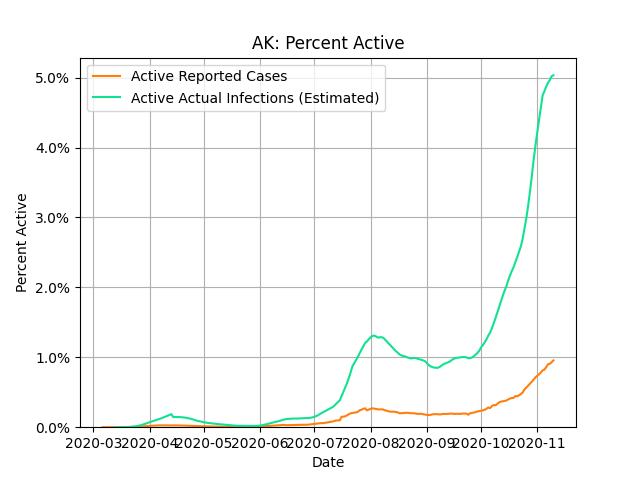 AK: Percent Active
Active Reported Cases
Active Actual Infections (Estimated)
5.0%
4.0%
3.0%
2.0%
1.0%
0.0%
Percent Active
2020-03 2020-04 2020-05 2020-06 2020-07 2020-08 2020-09 2020-10 2020-11
Date